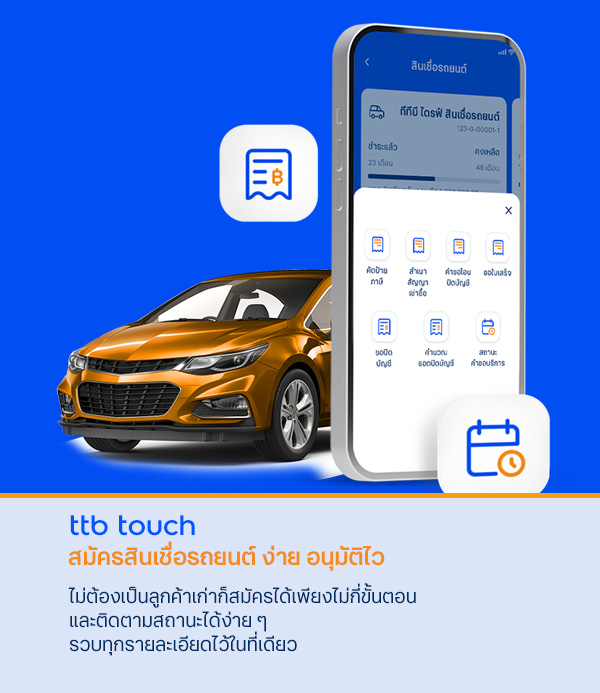 สินเชื่อรถยนต์
ทีทีบี ไดรฟ์ สินเชื่อรถยนต์
123-0-00001-1
ชำระแล้ว
คงเหลือ
23 เดือน
48 เดือน
X
คัดป้าย
ภาษี
สำเนา
สัญญา
เช่าซื้อ
คำขอโอน
ปิดบัญชี
ขอใบเสร็จ
ขอปิด
บัญชี
คำนวณ
ยอดปิดบัญชี
สถานะ
คำขอบริการ
ttb touch
สมัครสินเชื่อรถยนต์ ง่าย อนุมัติไว
ไม่ต้องเป็นลูกค้าเก่าก็สมัครได้เพียงไม่กี่ขั้นตอน
และติดตามสถานะได้ง่าย ๆ
รวบทุกรายละเอียดไว้ในที่เดียว